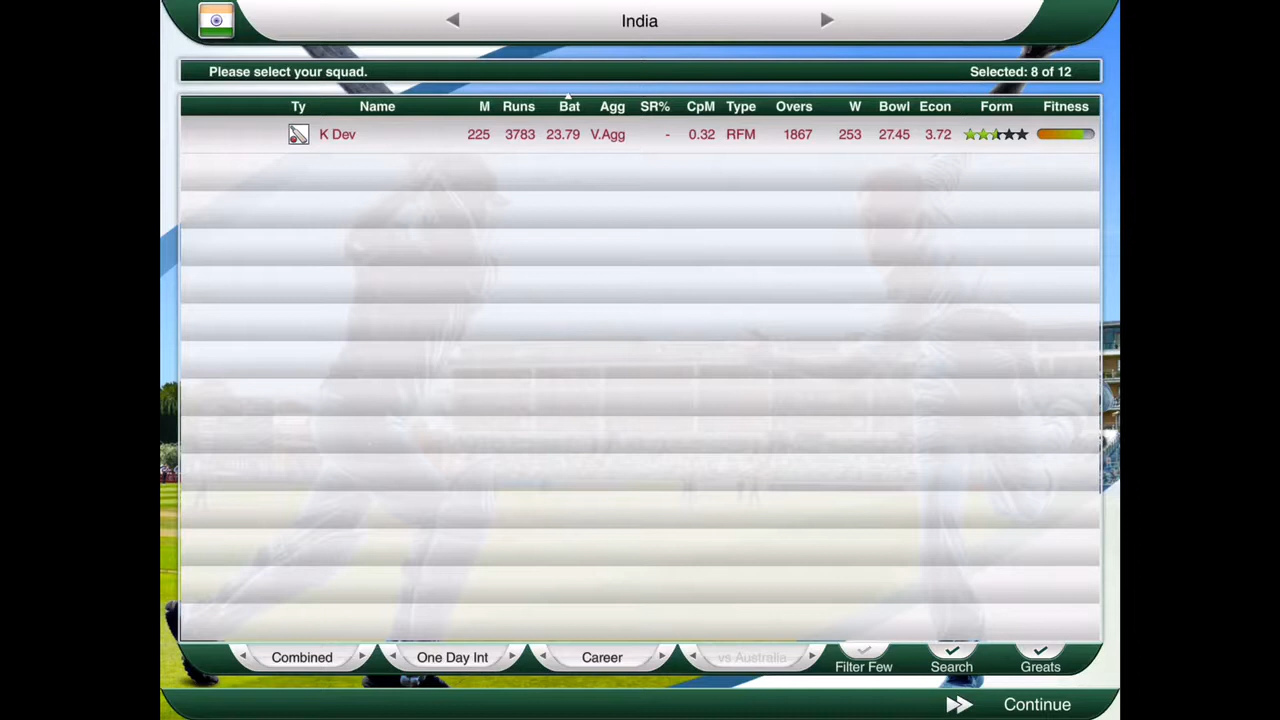 India
Please select your squad. Selected: 8 of 12
Ty Name M Runs Bat Agg SR% CpM Type Overs W Bowl Econ Form Fitness
K Dev 225 3783 23.79 V.Agg - 0.32 RFM 1867 253 27.45 3.72
Combined One Day Int Career vs Australia Filter Few Search Greats
Continue